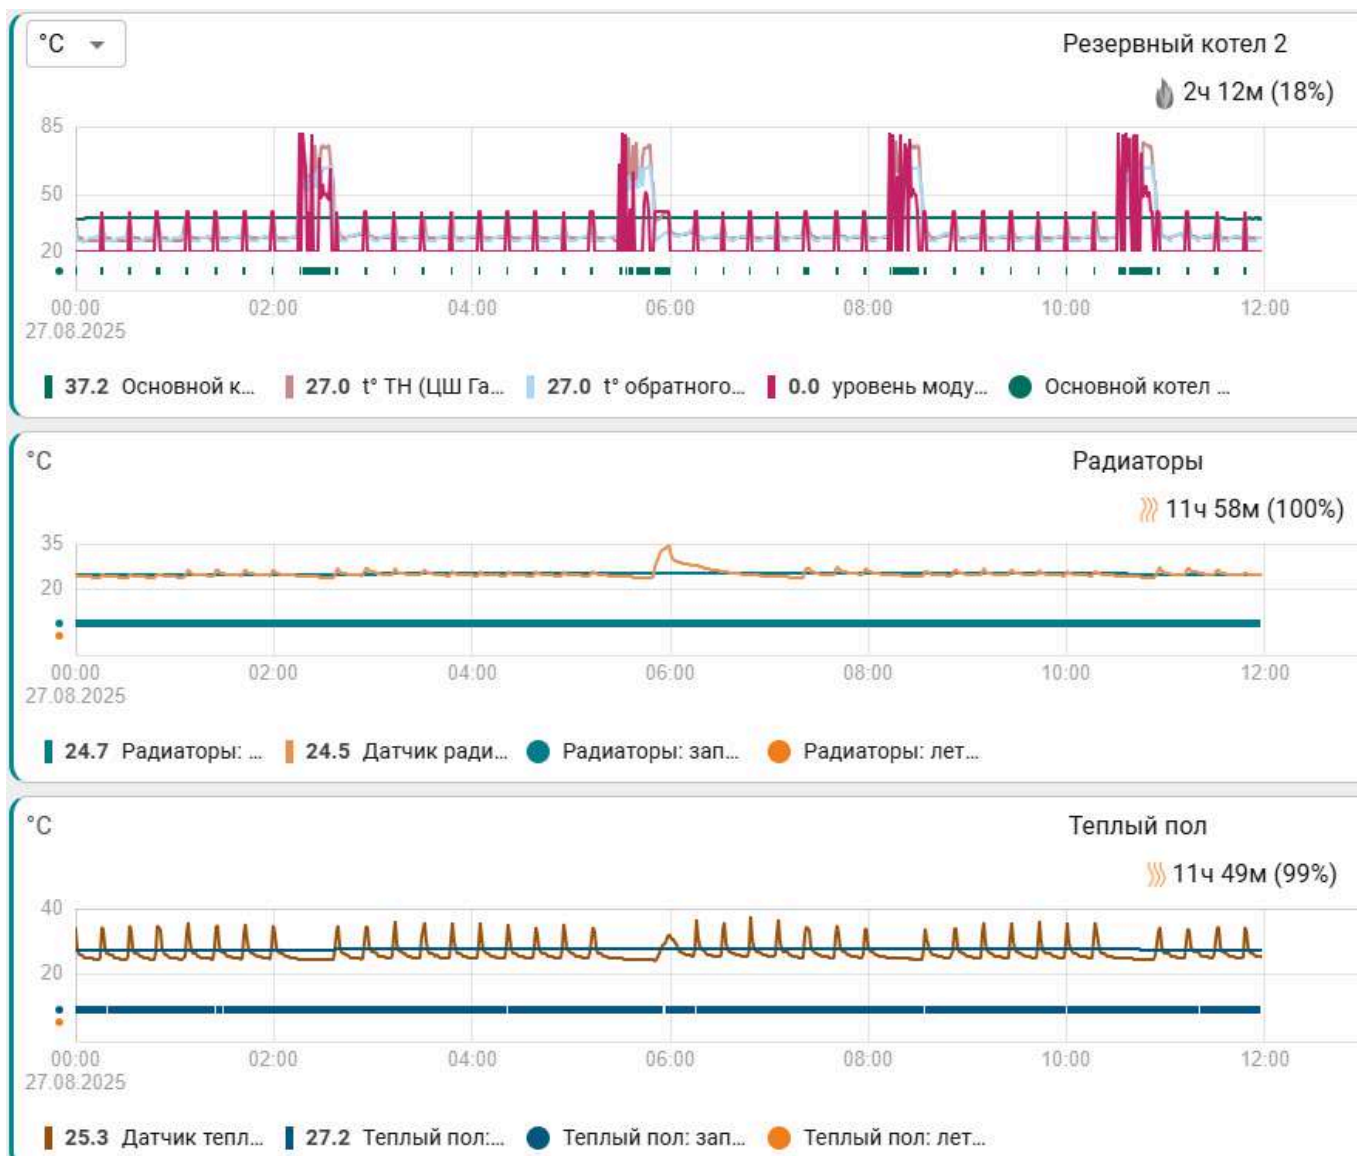 °C
Резервный котел 2
2ч 12м (18%)
85
50
20
00:00 02:00 04:00 06:00 08:00 10:00 12:00
27.08.2025
37.2 Основной к... 27.0 t° ТН (ЦШ Га... 27.0 t° обратного... 0.0 уровень моду... Основной котел ...
°C
Радиаторы
11ч 58м (100%)
35
20
00:00 02:00 04:00 06:00 08:00 10:00 12:00
27.08.2025
24.7 Радиаторы: ... 24.5 Датчик ради... Радиаторы: зап... Радиаторы: лет...
°C
Теплый пол
11ч 49м (99%)
40
20
00:00 02:00 04:00 06:00 08:00 10:00 12:00
27.08.2025
25.3 Датчик тепл... 27.2 Теплый пол:... Теплый пол: зап... Теплый пол: лет...